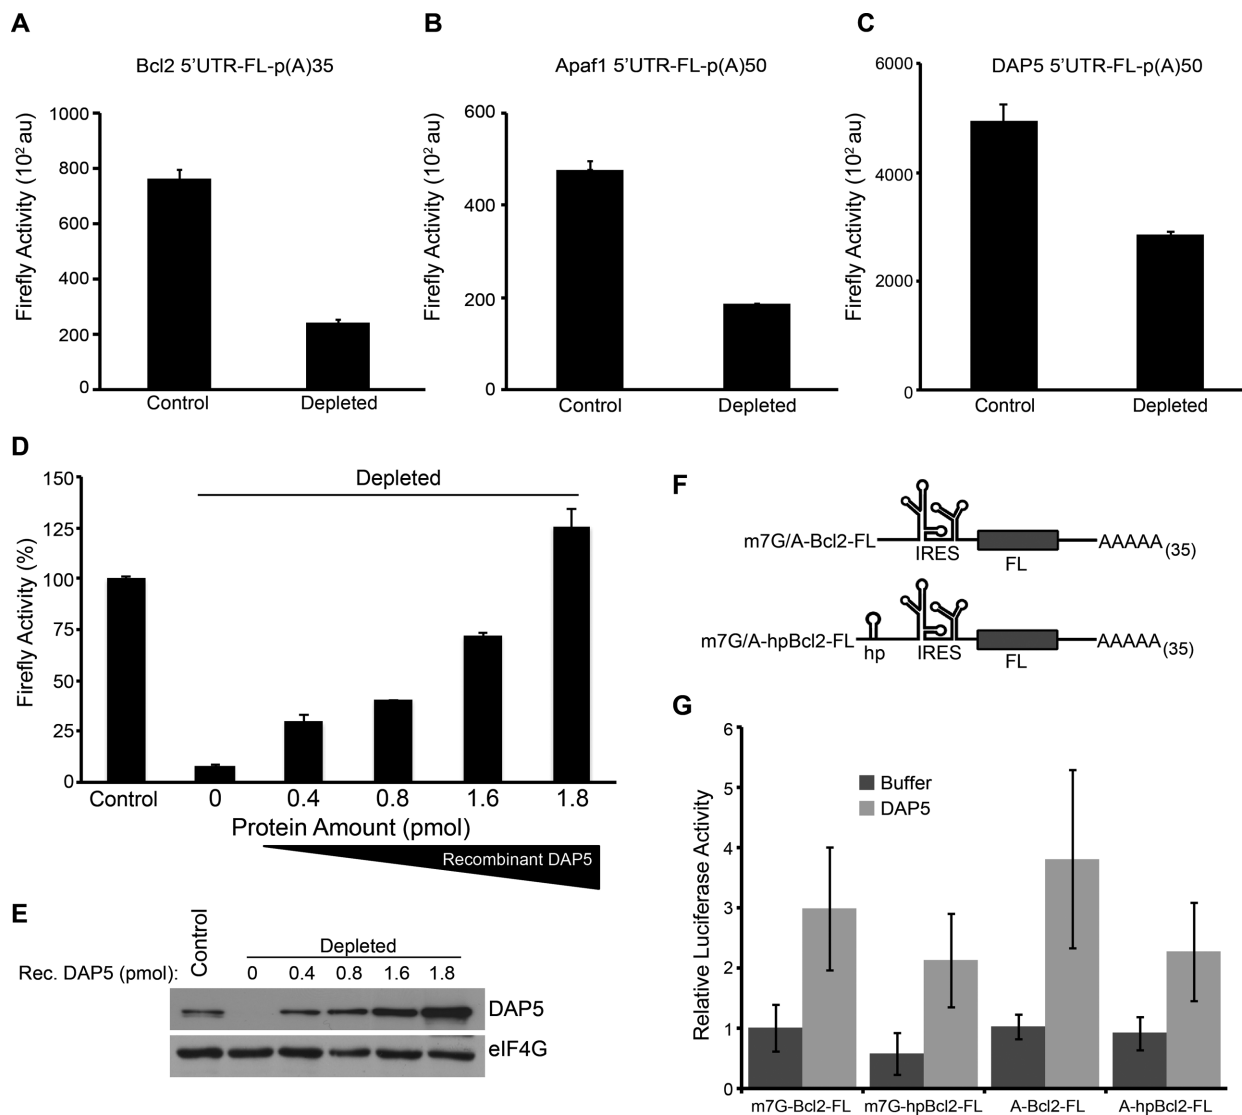 A
Bcl2 5'UTR-FL-p(A)35
Firefly Activity (10² au)
1000
800
600
400
200
0
Control
Depleted
B
Apaf1 5'UTR-FL-p(A)50
Firefly Activity (10² au)
600
400
200
0
Control
Depleted
C
DAP5 5'UTR-FL-p(A)50
Firefly Activity (10² au)
6000
4000
2000
0
Control
Depleted
D
Depleted
Firefly Activity (%)
150
125
100
75
50
25
0
Control 0 0.4 0.8 1.6 1.8
Protein Amount (pmol)
Recombinant DAP5
E
Control
Depleted
Rec. DAP5 (pmol): 0 0.4 0.8 1.6 1.8
DAP5
eIF4G
F
m7G/A-Bcl2-FL
IRES
FL
AAAAA(35)
m7G/A-hpBcl2-FL
hp
IRES
FL
AAAAA(35)
G
Relative Luciferase Activity
6
5
4
3
2
1
0
Buffer
DAP5
m7G-Bcl2-FL
m7G-hpBcl2-FL
A-Bcl2-FL
A-hpBcl2-FL